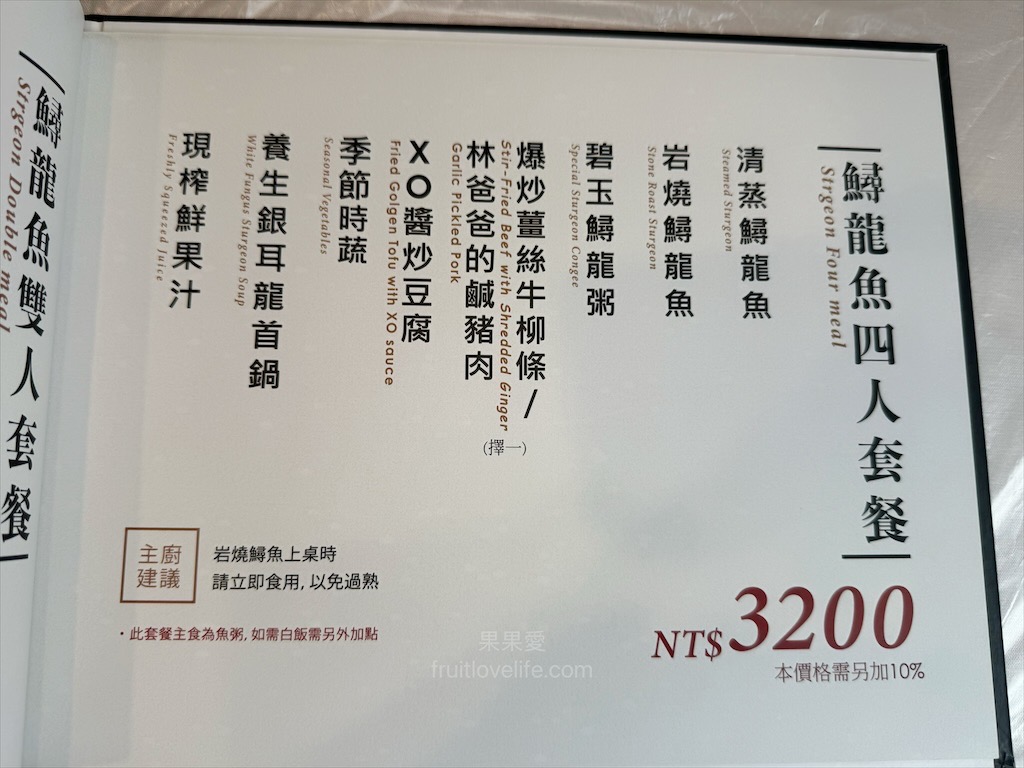 鱘龍魚四人套餐
Strgeon Four meal
清蒸鱘龍魚
Steamed Sturgeon
岩燒鱘龍魚
Stone Roast Sturgeon
碧玉鱘龍粥
Special Sturgeon Congee
爆炒薑絲牛柳條/
Stir-Fried Beef with Shredded Ginger
林爸爸的鹹豬肉
Garlic Pickled Pork
(擇一)
XO醬炒豆腐
Fried Golgen Tofu with XO sauce
季節時蔬
Seasonal Vegetables
養生銀耳龍首鍋
White Fungus Sturgeon Soup
現榨鮮果汁
Freshly Squeezed Juice
主廚
建議
岩燒鱘魚上桌時
請立即食用, 以免過熟
・此套餐主食為魚粥, 如需白飯需另外加點
NT$3200
本價格需另加10%
鱘龍魚雙人套餐
Strgeon Double meal
果果愛
fruitlovelife.com